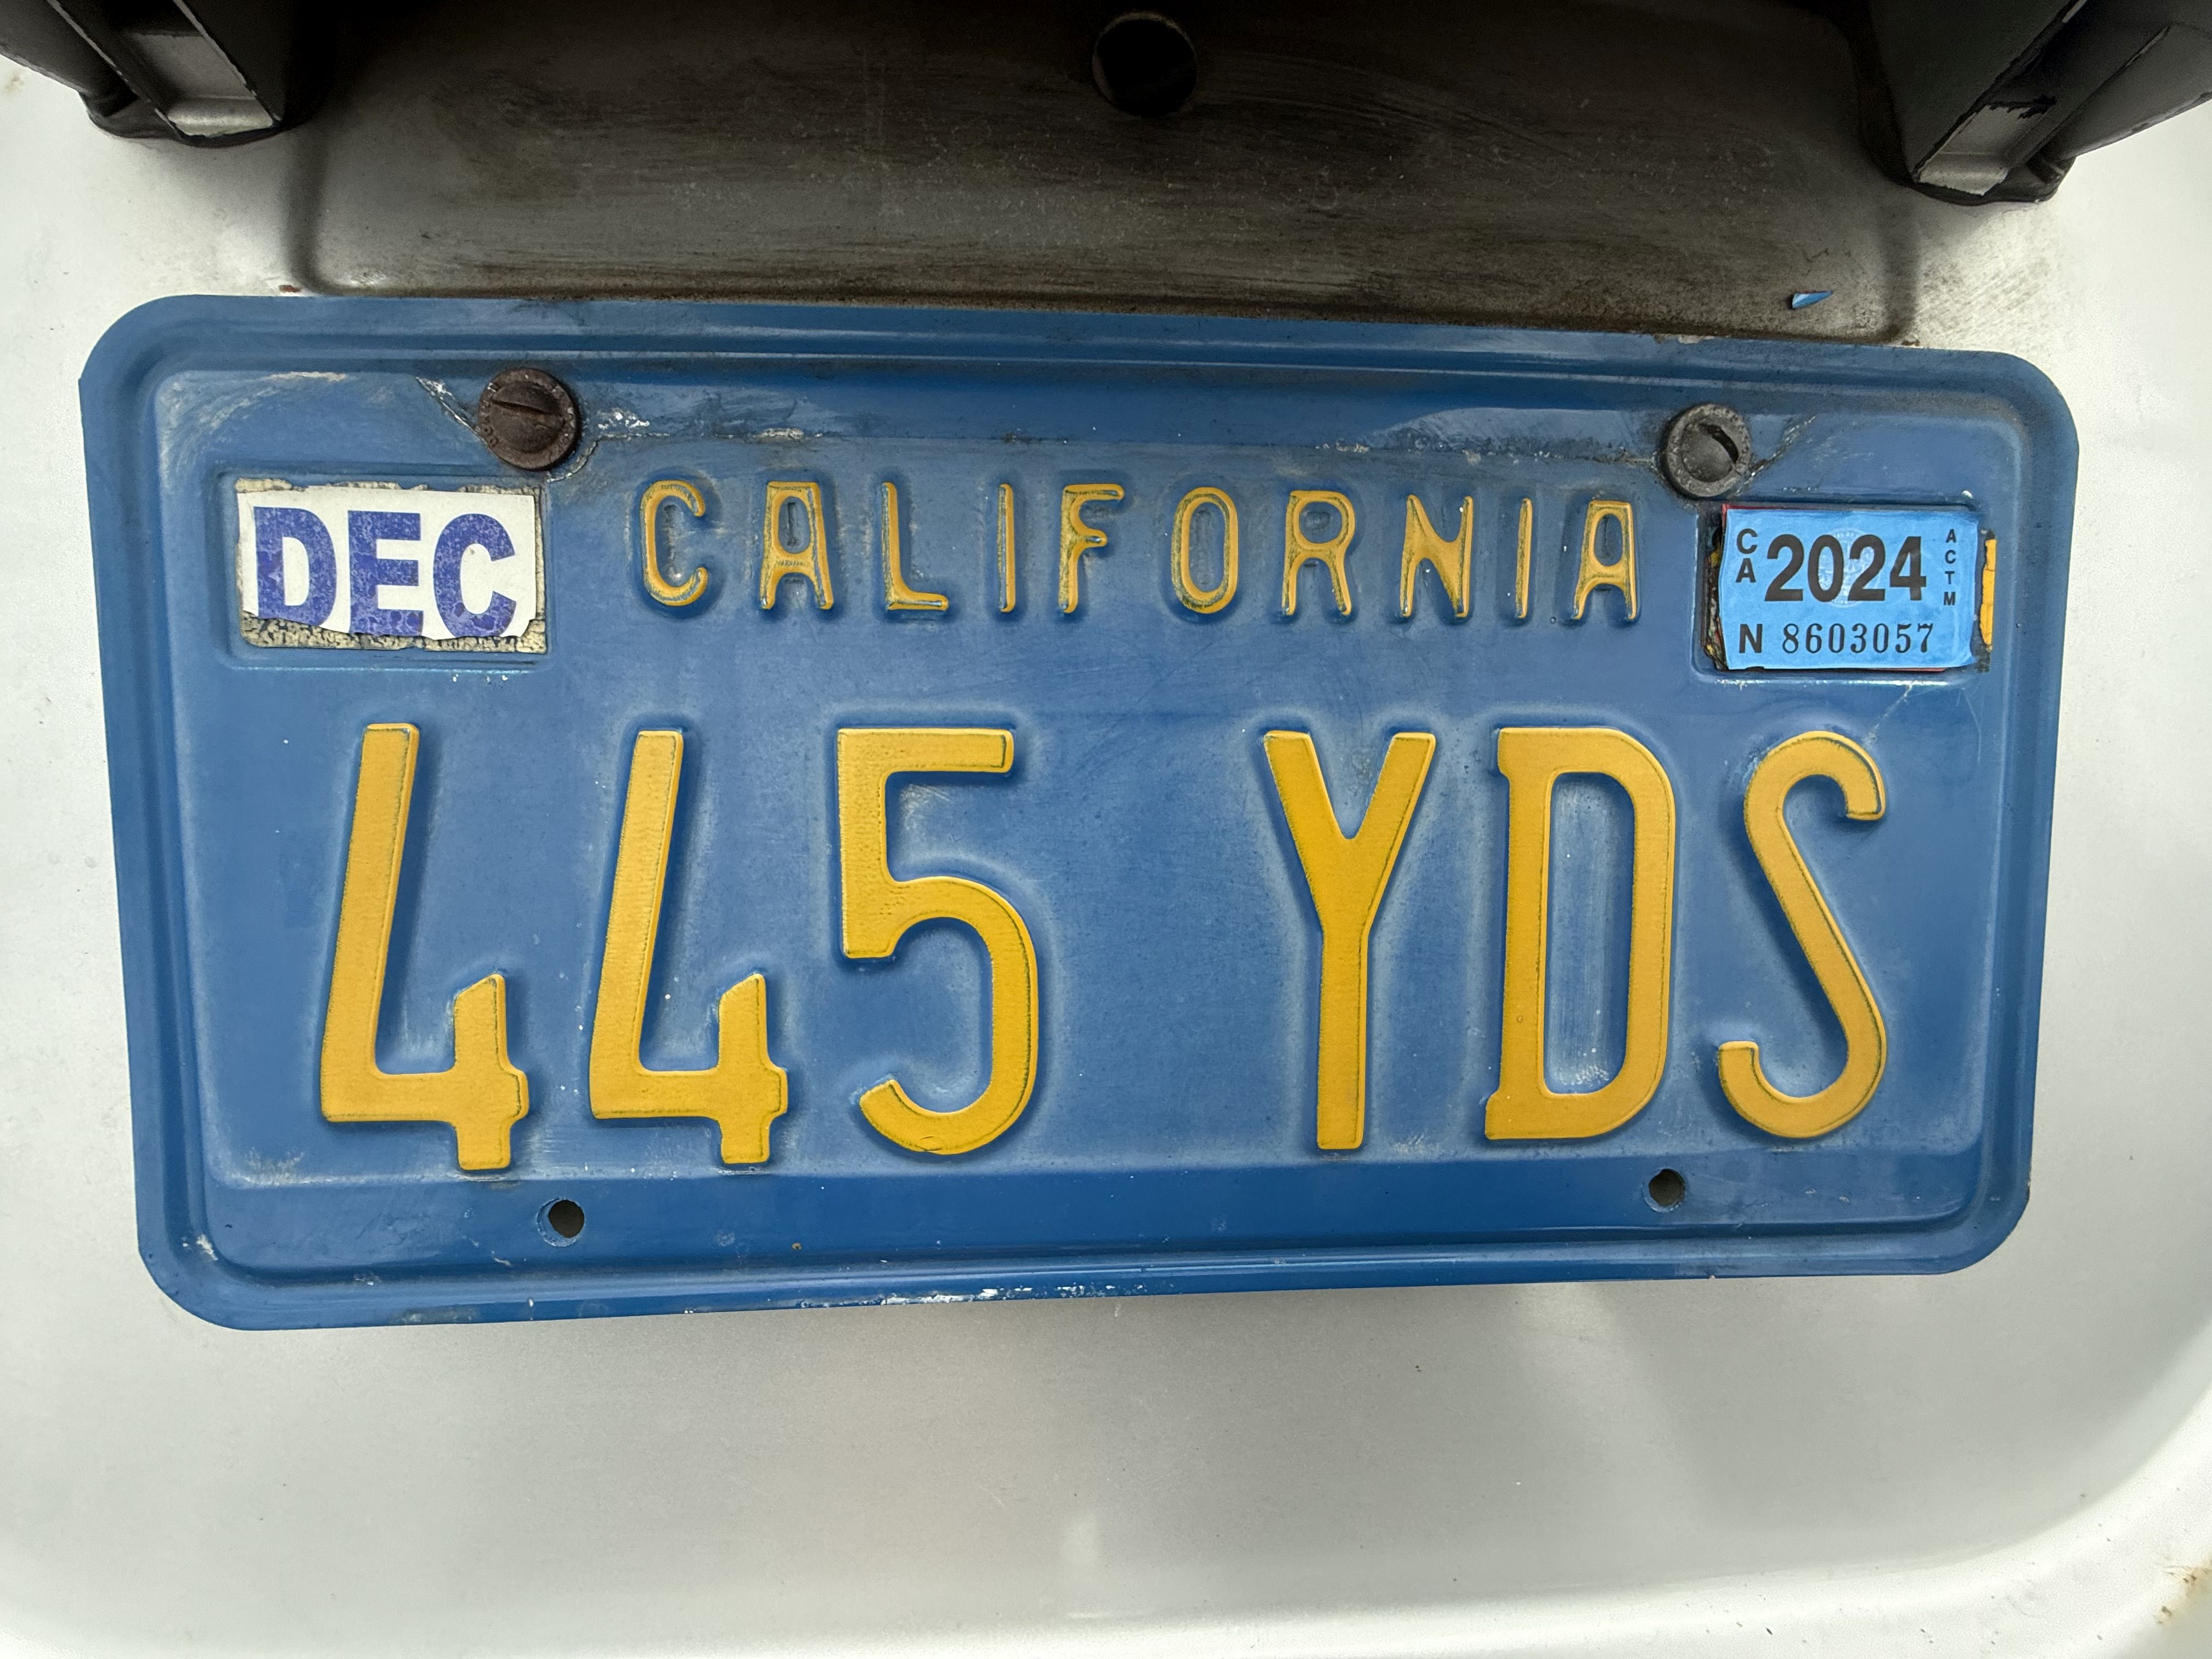 DEC
CALIFORNIA
CA 2024 ACTM
N 8603057
445 YDS